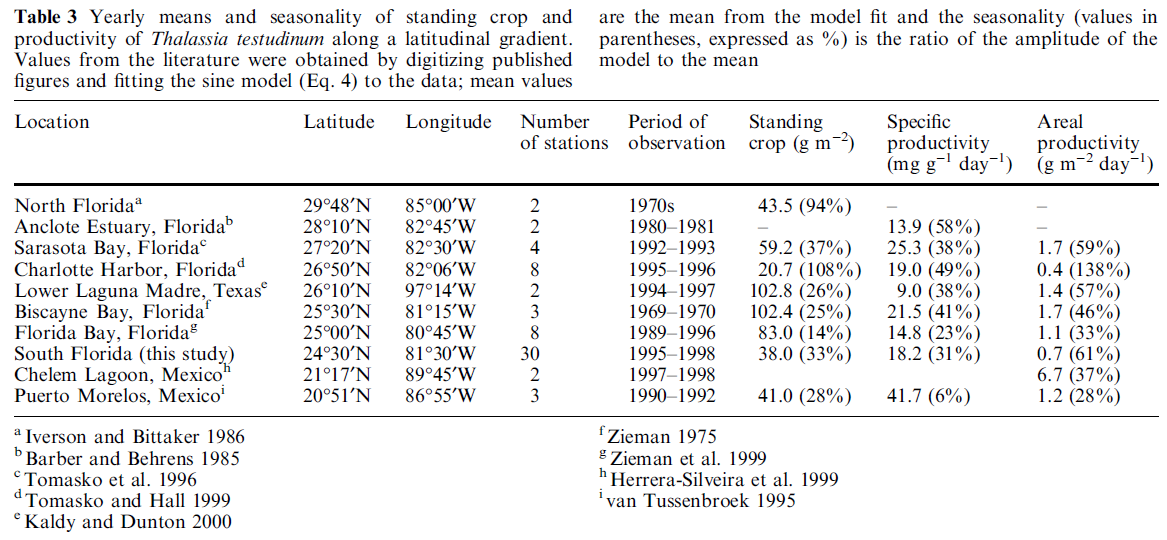 Table 3 Yearly means and seasonality of standing crop and
productivity of Thalassia testudinum along a latitudinal gradient.
Values from the literature were obtained by digitizing published
figures and fitting the sine model (Eq. 4) to the data; mean values
are the mean from the model fit and the seasonality (values in
parentheses, expressed as %) is the ratio of the amplitude of the
model to the mean
Location Latitude Longitude Number of stations Period of observation Standing crop (g m⁻²) Specific productivity (mg g⁻¹ day⁻¹) Areal productivity (g m⁻² day⁻¹)
North Floridaᵃ 29°48′N 85°00′W 2 1970s 43.5 (94%) – –
Anclote Estuary, Floridaᵇ 28°10′N 82°45′W 2 1980–1981 – 13.9 (58%) –
Sarasota Bay, Floridaᶜ 27°20′N 82°30′W 4 1992–1993 59.2 (37%) 25.3 (38%) 1.7 (59%)
Charlotte Harbor, Floridaᵈ 26°50′N 82°06′W 8 1995–1996 20.7 (108%) 19.0 (49%) 0.4 (138%)
Lower Laguna Madre, Texasᵉ 26°10′N 97°14′W 2 1994–1997 102.8 (26%) 9.0 (38%) 1.4 (57%)
Biscayne Bay, Floridaᶠ 25°30′N 81°15′W 3 1969–1970 102.4 (25%) 21.5 (41%) 1.7 (46%)
Florida Bay, Floridaᵍ 25°00′N 80°45′W 8 1989–1996 83.0 (14%) 14.8 (23%) 1.1 (33%)
South Florida (this study) 24°30′N 81°30′W 30 1995–1998 38.0 (33%) 18.2 (31%) 0.7 (61%)
Chelem Lagoon, Mexicoʰ 21°17′N 89°45′W 2 1997–1998 6.7 (37%)
Puerto Morelos, Mexicoⁱ 20°51′N 86°55′W 3 1990–1992 41.0 (28%) 41.7 (6%) 1.2 (28%)
ᵃ Iverson and Bittaker 1986
ᵇ Barber and Behrens 1985
ᶜ Tomasko et al. 1996
ᵈ Tomasko and Hall 1999
ᵉ Kaldy and Dunton 2000
ᶠ Zieman 1975
ᵍ Zieman et al. 1999
ʰ Herrera-Silveira et al. 1999
ⁱ van Tussenbroek 1995